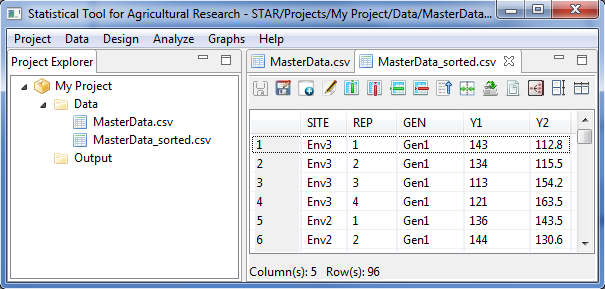 Statistical Tool for Agricultural Research - STAR/Projects/My Project/Data/MasterData...
Project Data Design Analyze Graphs Help
Project Explorer
My Project
Data
MasterData.csv
MasterData_sorted.csv
Output
MasterData.csv MasterData_sorted.csv
SITE REP GEN Y1 Y2
1 Env3 1 Gen1 143 112.8
2 Env3 2 Gen1 134 115.5
3 Env3 3 Gen1 113 154.2
4 Env3 4 Gen1 121 163.5
5 Env2 1 Gen1 136 143.5
6 Env2 2 Gen1 144 130.6
Column(s): 5 Row(s): 96